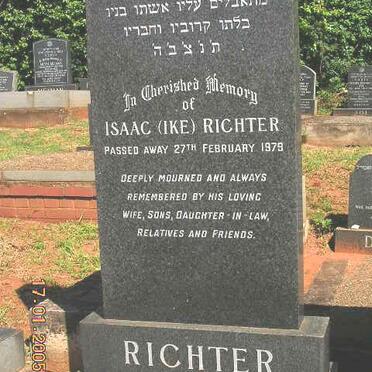 מתאבלים עליו אשתו בניו
כלתו קרוביו וחבריו
ת נ צ ב ה
In Cherished Memory
of
ISAAC (IKE) RICHTER
PASSED AWAY 27TH FEBRUARY 1979
DEEPLY MOURNED AND ALWAYS
REMEMBERED BY HIS LOVING
WIFE, SONS, DAUGHTER-IN-LAW,
RELATIVES AND FRIENDS.
RICHTER
17.01.2005